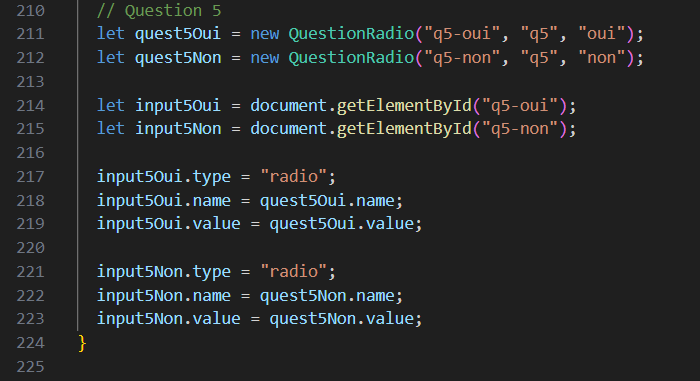 210 // Question 5
211 let quest5Oui = new QuestionRadio("q5-oui", "q5", "oui");
212 let quest5Non = new QuestionRadio("q5-non", "q5", "non");
213
214 let input5Oui = document.getElementById("q5-oui");
215 let input5Non = document.getElementById("q5-non");
216
217 input5Oui.type = "radio";
218 input5Oui.name = quest5Oui.name;
219 input5Oui.value = quest5Oui.value;
220
221 input5Non.type = "radio";
222 input5Non.name = quest5Non.name;
223 input5Non.value = quest5Non.value;
224 }
225